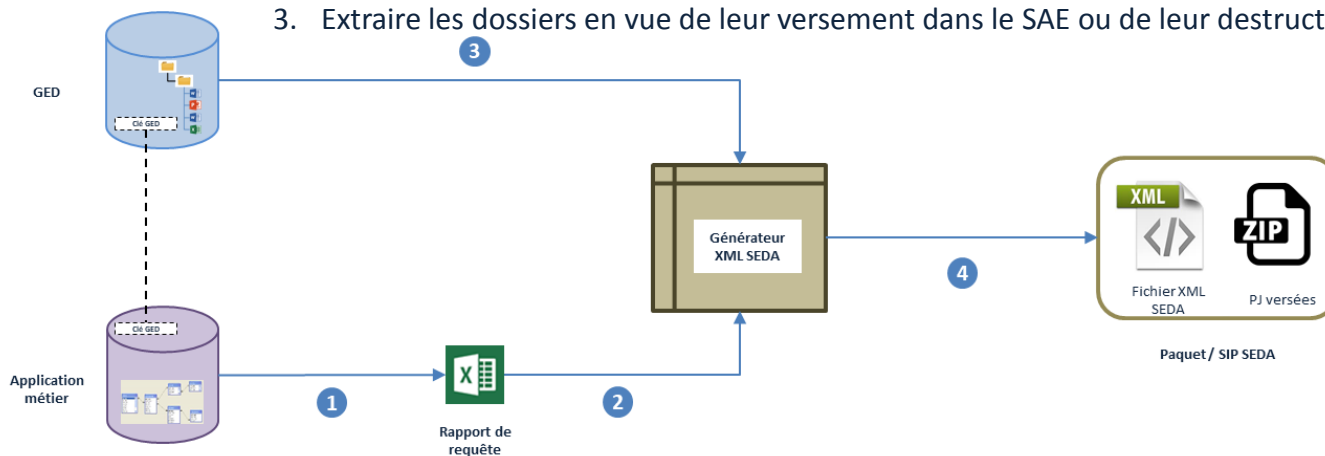 3. Extraire les dossiers en vue de leur versement dans le SAE ou de leur destruct
3
GED
Clé GED
XML
</>
ZIP
Générateur
XML SEDA
4
Fichier XML
SEDA
PJ versées
Clé GED
Paquet / SIP SEDA
Application
métier
1
X
2
Rapport de
requête